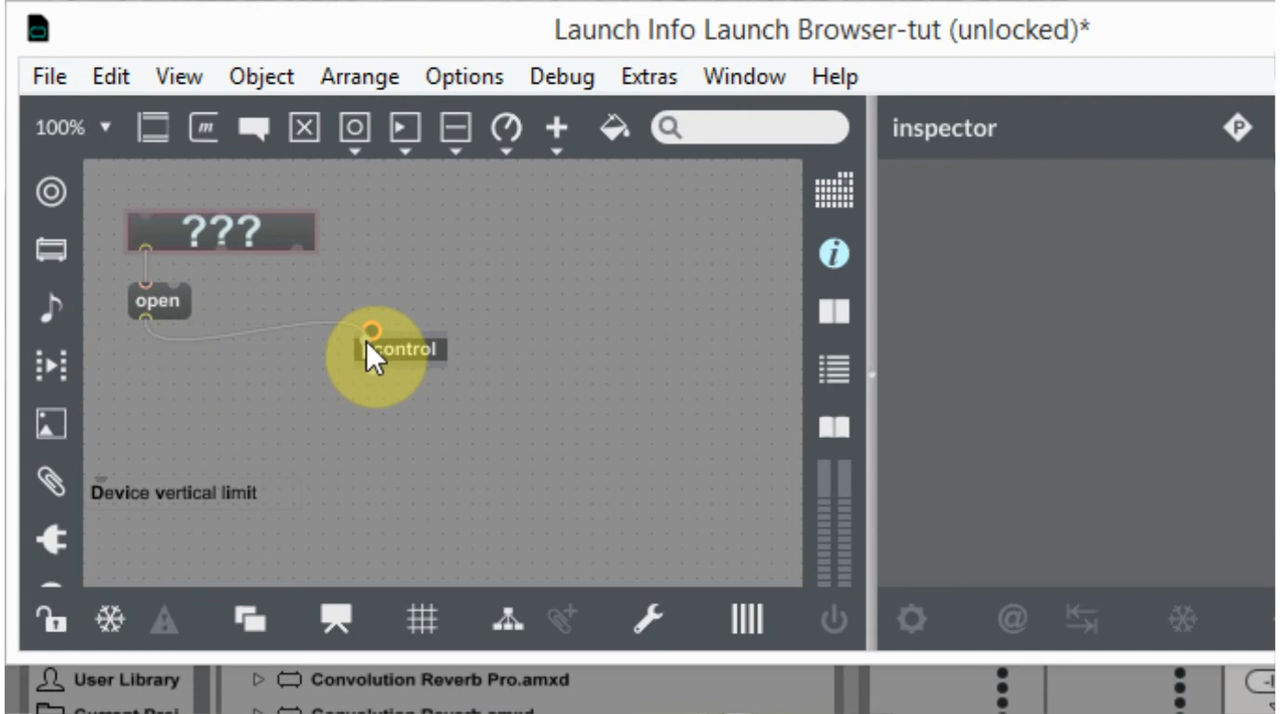 Launch Info Launch Browser-tut (unlocked)*
File Edit View Object Arrange Options Debug Extras Window Help
100% m inspector P
???
open
control
Device vertical limit
User Library Convolution Reverb Pro.amxd